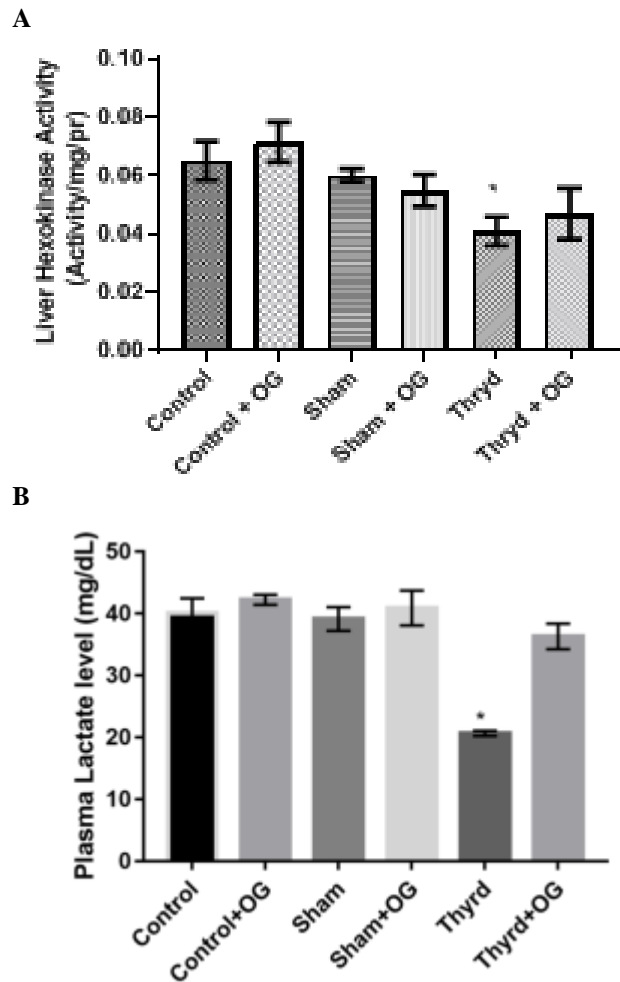 A
Liver Hexokinase Activity
(Activity/mg/pr)
0.10
0.08
0.06
0.04
0.02
0.00
*
Control
Control + OG
Sham
Sham + OG
Thryd
Thryd + OG
B
Plasma Lactate level (mg/dL)
50
40
30
20
10
0
*
Control
Control+OG
Sham
Sham+OG
Thyrd
Thyrd+OG